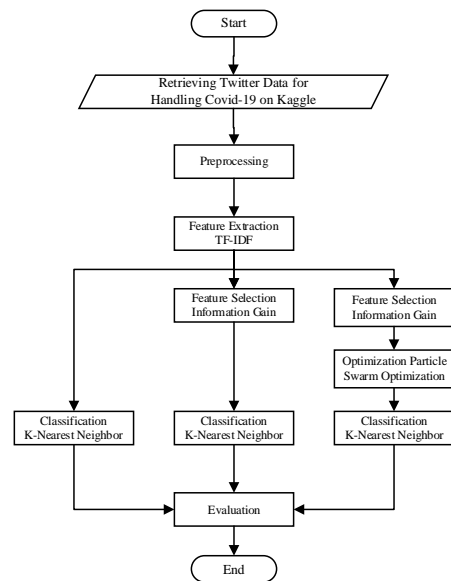 Start
Retrieving Twitter Data for
Handling Covid-19 on Kaggle
Preprocessing
Feature Extraction
TF-IDF
Feature Selection
Information Gain
Feature Selection
Information Gain
Optimization Particle
Swarm Optimization
Classification
K-Nearest Neighbor
Classification
K-Nearest Neighbor
Classification
K-Nearest Neighbor
Evaluation
End